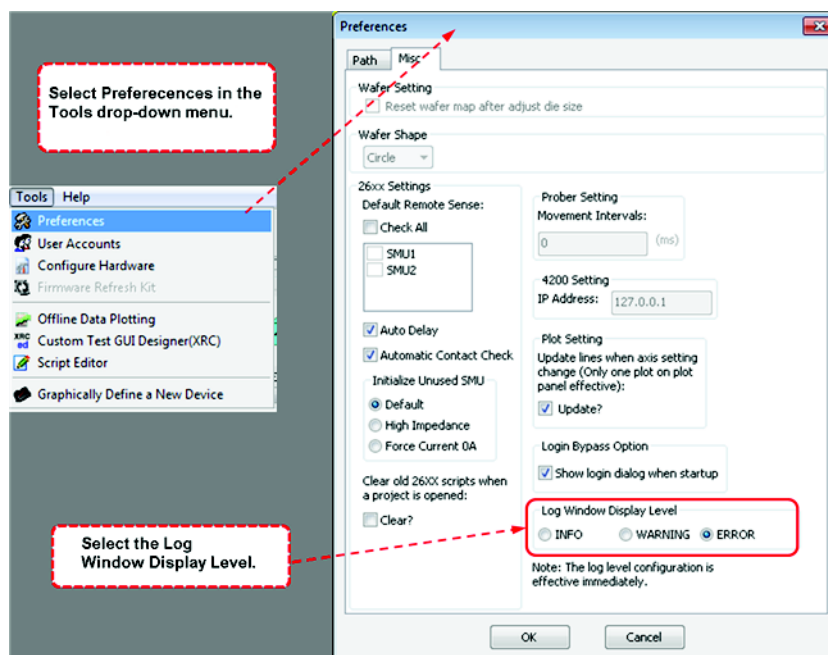 Select Preferecences in the
Tools drop-down menu.
Tools Help
Preferences
User Accounts
Configure Hardware
Firmware Refresh Kit
Offline Data Plotting
XRC
ed
Custom Test GUI Designer(XRC)
Script Editor
Graphically Define a New Device
Select the Log
Window Display Level.
Preferences
Path Misc
Wafer Setting
Reset wafer map after adjust die size
Wafer Shape
Circle
26xx Settings
Default Remote Sense:
Check All
SMU1
SMU2
Auto Delay
Automatic Contact Check
Initialize Unused SMU
Default
High Impedance
Force Current 0A
Clear old 26XX scripts when
a project is opened:
Clear?
Prober Setting
Movement Intervals:
0 (ms)
4200 Setting
IP Address: 127.0.0.1
Plot Setting
Update lines when axis setting
change (Only one plot on plot
panel effective):
Update?
Login Bypass Option
Show login dialog when startup
Log Window Display Level
INFO WARNING ERROR
Note: The log level configuration is
effective immediately.
OK Cancel